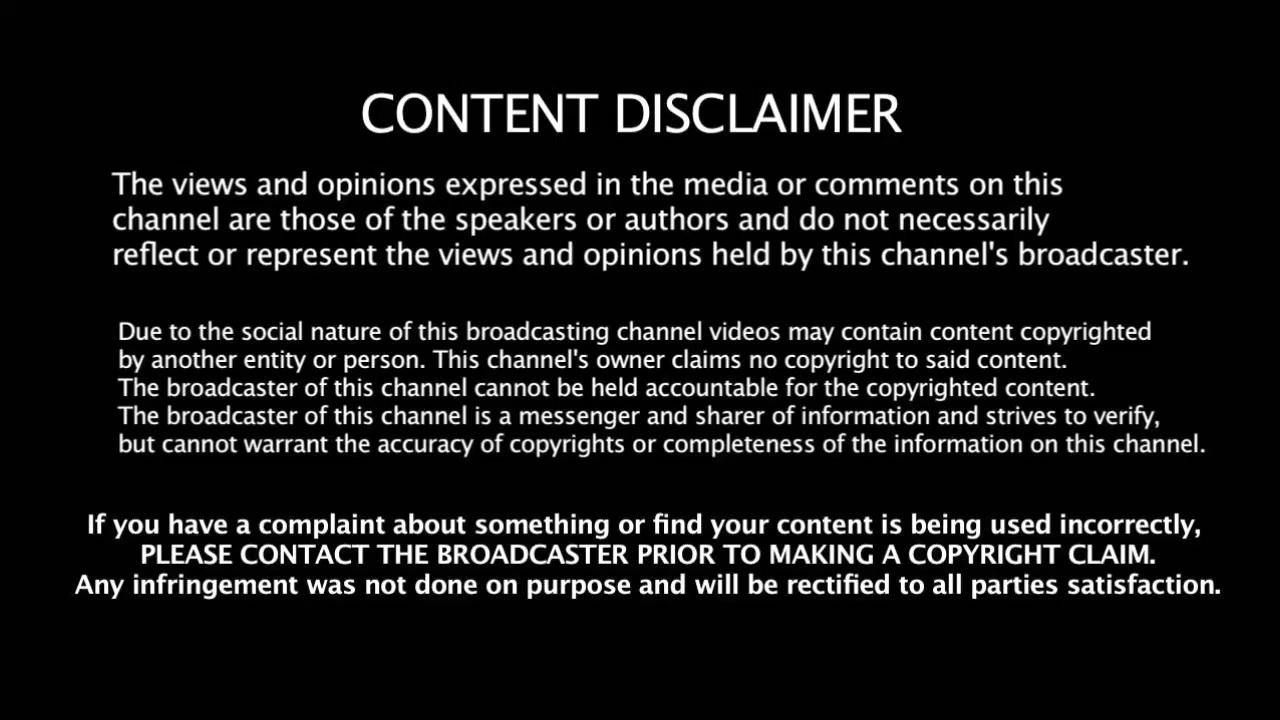 CONTENT DISCLAIMER
The views and opinions expressed in the media or comments on this
channel are those of the speakers or authors and do not necessarily
reflect or represent the views and opinions held by this channel's broadcaster.
Due to the social nature of this broadcasting channel videos may contain content copyrighted
by another entity or person. This channel's owner claims no copyright to said content.
The broadcaster of this channel cannot be held accountable for the copyrighted content.
The broadcaster of this channel is a messenger and sharer of information and strives to verify,
but cannot warrant the accuracy of copyrights or completeness of the information on this channel.
If you have a complaint about something or find your content is being used incorrectly,
PLEASE CONTACT THE BROADCASTER PRIOR TO MAKING A COPYRIGHT CLAIM.
Any infringement was not done on purpose and will be rectified to all parties satisfaction.